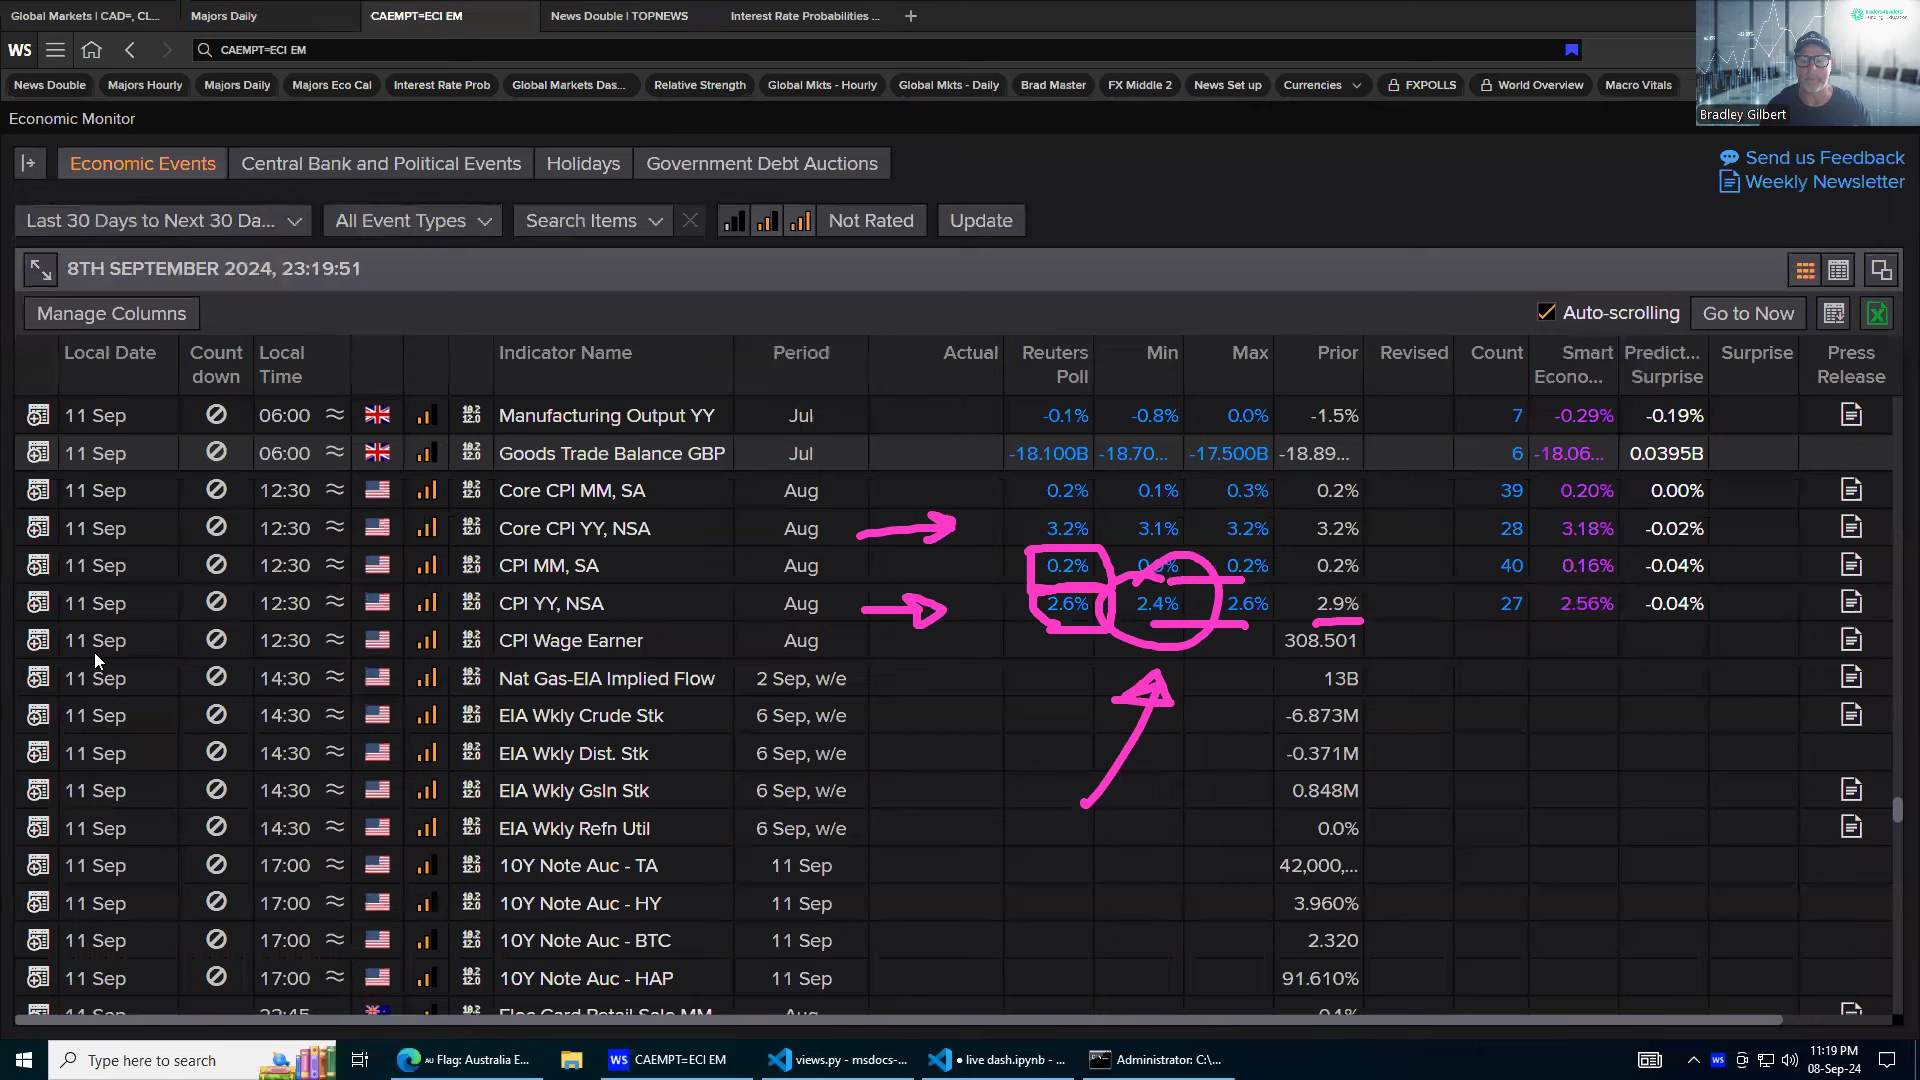 Global Markets | CAD=, CL... Majors Daily CAEMPT=ECI EM News Double | TOPNEWS Interest Rate Probabilities ... +
WS CAEMPT=ECI EM
News Double Majors Hourly Majors Daily Majors Eco Cal Interest Rate Prob Global Markets Das... Relative Strength Global Mkts - Hourly Global Mkts - Daily Brad Master FX Middle 2 News Set up Currencies FXPOLLS World Overview Macro Vitals
Bradley Gilbert
Economic Monitor
Economic Events Central Bank and Political Events Holidays Government Debt Auctions
Send us Feedback
Weekly Newsletter
Last 30 Days to Next 30 Da... All Event Types Search Items Not Rated Update
8TH SEPTEMBER 2024, 23:19:51
Manage Columns Auto-scrolling Go to Now
Local Date Count down Local Time Indicator Name Period Actual Reuters Poll Min Max Prior Revised Count Smart Econo... Predict... Surprise Surprise Press Release
11 Sep 06:00 Manufacturing Output YY Jul -0.1% -0.8% 0.0% -1.5% 7 -0.29% -0.19%
11 Sep 06:00 Goods Trade Balance GBP Jul -18.100B -18.70... -17.500B -18.89... 6 -18.06... 0.0395B
11 Sep 12:30 Core CPI MM, SA Aug 0.2% 0.1% 0.3% 0.2% 39 0.20% 0.00%
11 Sep 12:30 Core CPI YY, NSA Aug 3.2% 3.1% 3.2% 3.2% 28 3.18% -0.02%
11 Sep 12:30 CPI MM, SA Aug 0.2% 0.2% 0.2% 40 0.16% -0.04%
11 Sep 12:30 CPI YY, NSA Aug 2.6% 2.4% 2.6% 2.9% 27 2.56% -0.04%
11 Sep 12:30 CPI Wage Earner Aug 308.501
11 Sep 14:30 Nat Gas-EIA Implied Flow 2 Sep, w/e 13B
11 Sep 14:30 EIA Wkly Crude Stk 6 Sep, w/e -6.873M
11 Sep 14:30 EIA Wkly Dist. Stk 6 Sep, w/e -0.371M
11 Sep 14:30 EIA Wkly Gsln Stk 6 Sep, w/e 0.848M
11 Sep 14:30 EIA Wkly Refn Util 6 Sep, w/e 0.0%
11 Sep 17:00 10Y Note Auc - TA 11 Sep 42,000,...
11 Sep 17:00 10Y Note Auc - HY 11 Sep 3.960%
11 Sep 17:00 10Y Note Auc - BTC 11 Sep 2.320
11 Sep 17:00 10Y Note Auc - HAP 11 Sep 91.610%
Type here to search AU Flag: Australia E... WS CAEMPT=ECI EM views.py - msdocs-... ● live dash.ipynb - ... Administrator: C:\... WS 11:19 PM
08-Sep-24